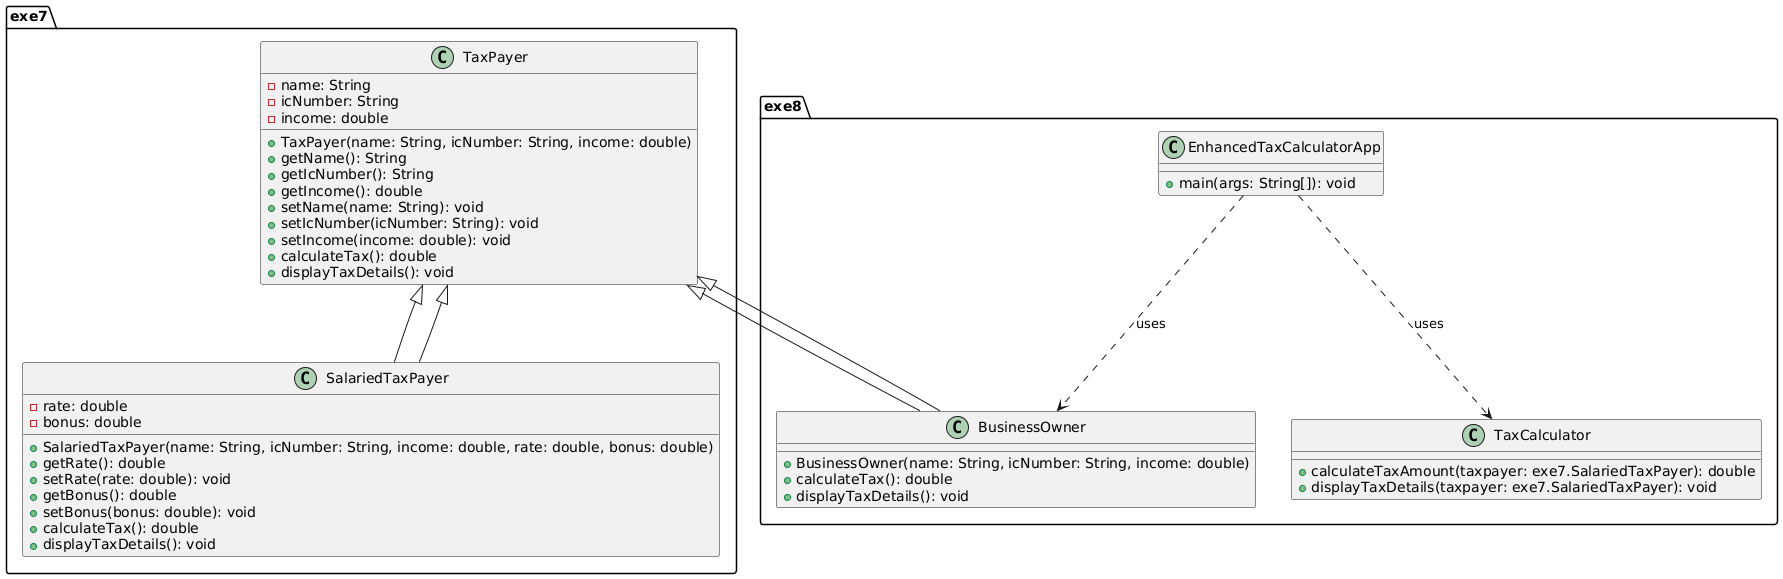 exe7
C TaxPayer
name: String
icNumber: String
income: double
TaxPayer(name: String, icNumber: String, income: double)
getName(): String
getIcNumber(): String
getIncome(): double
setName(name: String): void
setIcNumber(icNumber: String): void
setIncome(income: double): void
calculateTax(): double
displayTaxDetails(): void
C SalariedTaxPayer
rate: double
bonus: double
SalariedTaxPayer(name: String, icNumber: String, income: double, rate: double, bonus: double)
getRate(): double
setRate(rate: double): void
getBonus(): double
setBonus(bonus: double): void
calculateTax(): double
displayTaxDetails(): void
exe8
C EnhancedTaxCalculatorApp
main(args: String[]): void
uses
uses
C BusinessOwner
BusinessOwner(name: String, icNumber: String, income: double)
calculateTax(): double
displayTaxDetails(): void
C TaxCalculator
calculateTaxAmount(taxpayer: exe7.SalariedTaxPayer): double
displayTaxDetails(taxpayer: exe7.SalariedTaxPayer): void